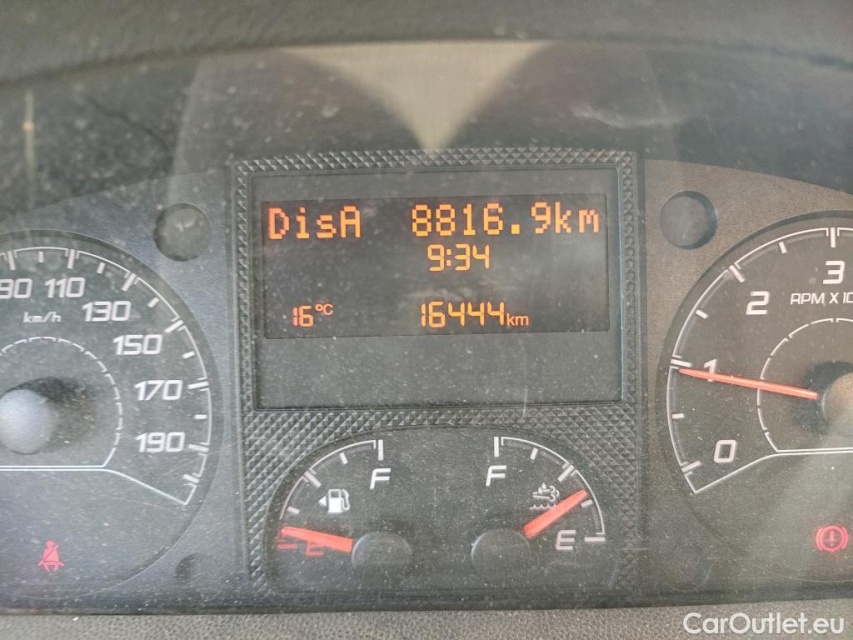 DisA 8816.9km
9:34
16°C 16444km
90 110
130
150
170
190
km/h
0
1
2
3
RPM X 10
F
F
E
CarOutlet.eu